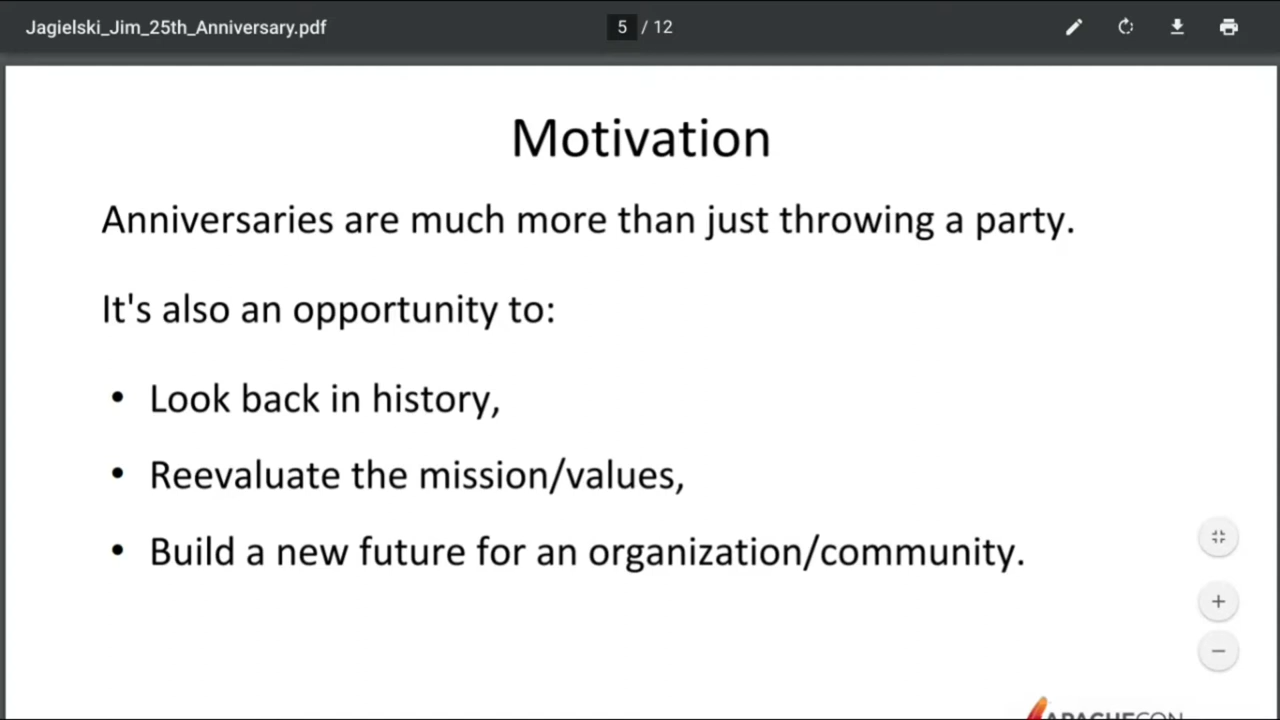 Jagielski_Jim_25th_Anniversary.pdf
5 / 12
Motivation
Anniversaries are much more than just throwing a party.
It's also an opportunity to:
• Look back in history,
• Reevaluate the mission/values,
• Build a new future for an organization/community.
APACHECON